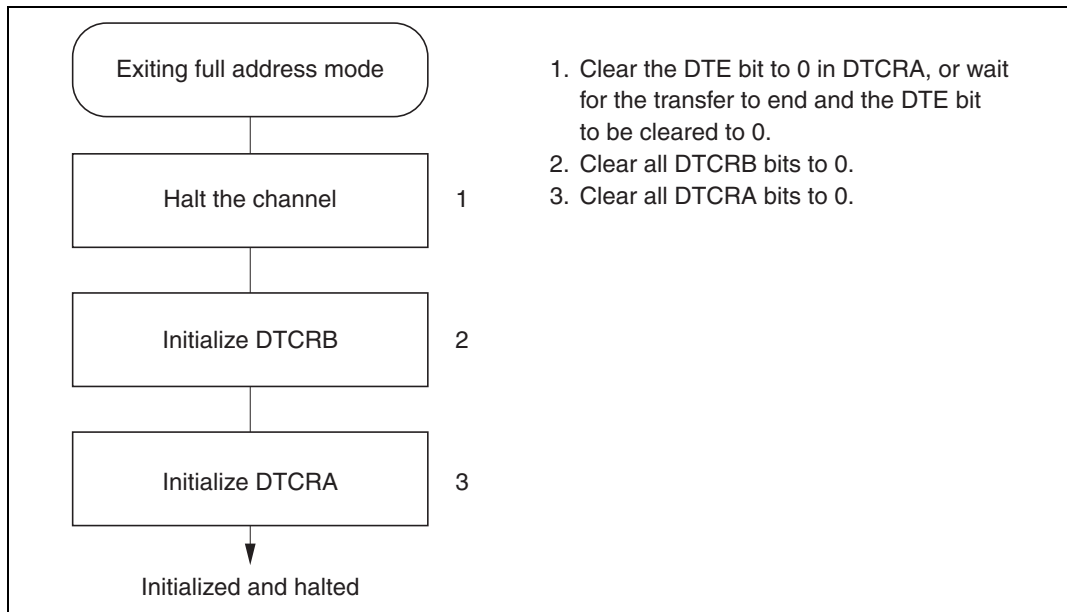 Exiting full address mode
Halt the channel
1
Initialize DTCRB
2
Initialize DTCRA
3
Initialized and halted
1. Clear the DTE bit to 0 in DTCRA, or wait
for the transfer to end and the DTE bit
to be cleared to 0.
2. Clear all DTCRB bits to 0.
3. Clear all DTCRA bits to 0.